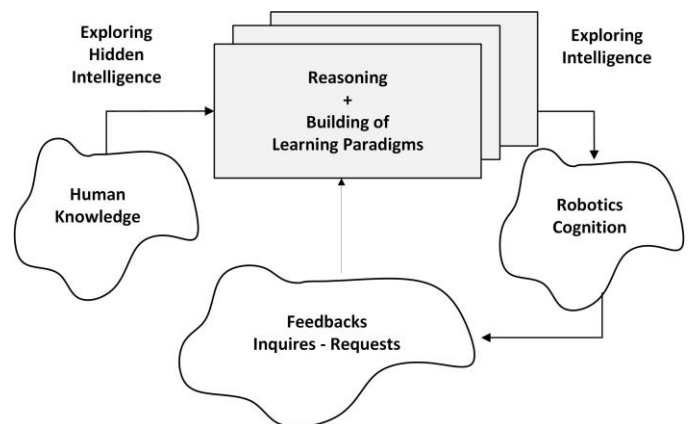 Exploring
Hidden
Intelligence
Reasoning
+
Building of
Learning Paradigms
Exploring
Intelligence
Human
Knowledge
Robotics
Cognition
Feedbacks
Inquires - Requests